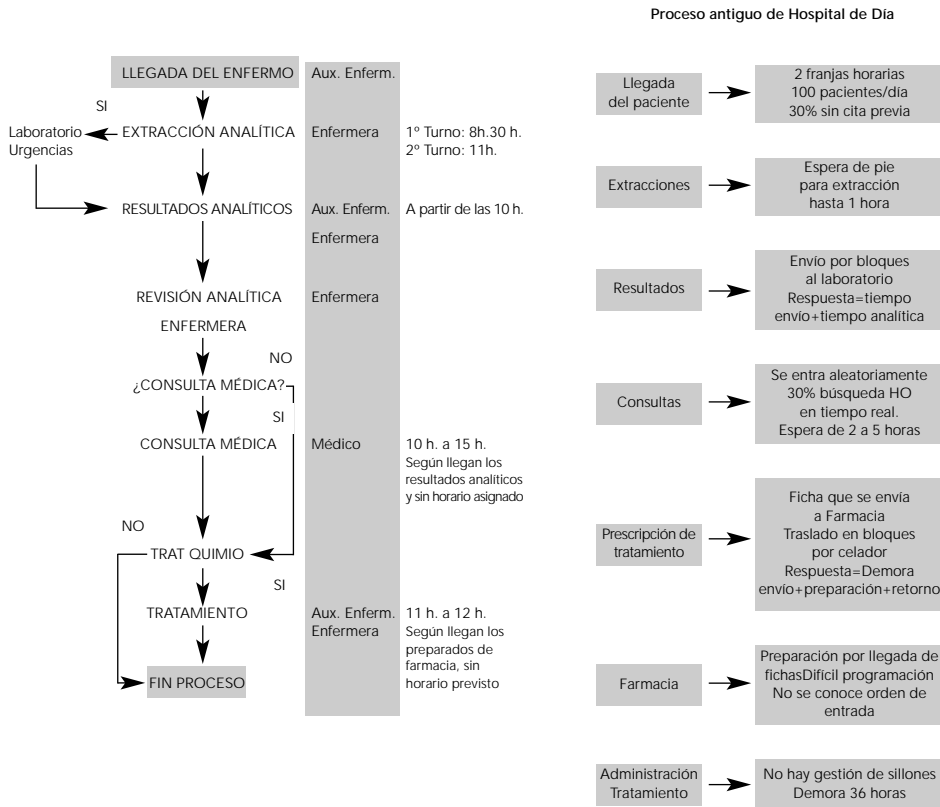 Proceso antiguo de Hospital de Día
LLEGADA DEL ENFERMO
Aux. Enferm.
SI
Laboratorio
Urgencias
EXTRACCIÓN ANALÍTICA
Enfermera
1º Turno: 8h.30 h.
2º Turno: 11h.
RESULTADOS ANALÍTICOS
Aux. Enferm.
A partir de las 10 h.
Enfermera
REVISIÓN ANALÍTICA
Enfermera
ENFERMERA
NO
¿CONSULTA MÉDICA?
SI
CONSULTA MÉDICA
Médico
10 h. a 15 h.
Según llegan los
resultados analíticos
y sin horario asignado
NO
TRAT QUIMIO
SI
TRATAMIENTO
Aux. Enferm.
Enfermera
11 h. a 12 h.
Según llegan los
preparados de
farmacia, sin
horario previsto
FIN PROCESO
Llegada
del paciente
2 franjas horarias
100 pacientes/día
30% sin cita previa
Extracciones
Espera de pie
para extracción
hasta 1 hora
Resultados
Envío por bloques
al laboratorio
Respuesta=tiempo
envío+tiempo analítica
Consultas
Se entra aleatoriamente
30% búsqueda HO
en tiempo real.
Espera de 2 a 5 horas
Prescripción de
tratamiento
Ficha que se envía
a Farmacia
Traslado en bloques
por celador
Respuesta=Demora
envío+preparación+retorno
Farmacia
Preparación por llegada de
fichasDifícil programación
No se conoce orden de
entrada
Administración
Tratamiento
No hay gestión de sillones
Demora 36 horas